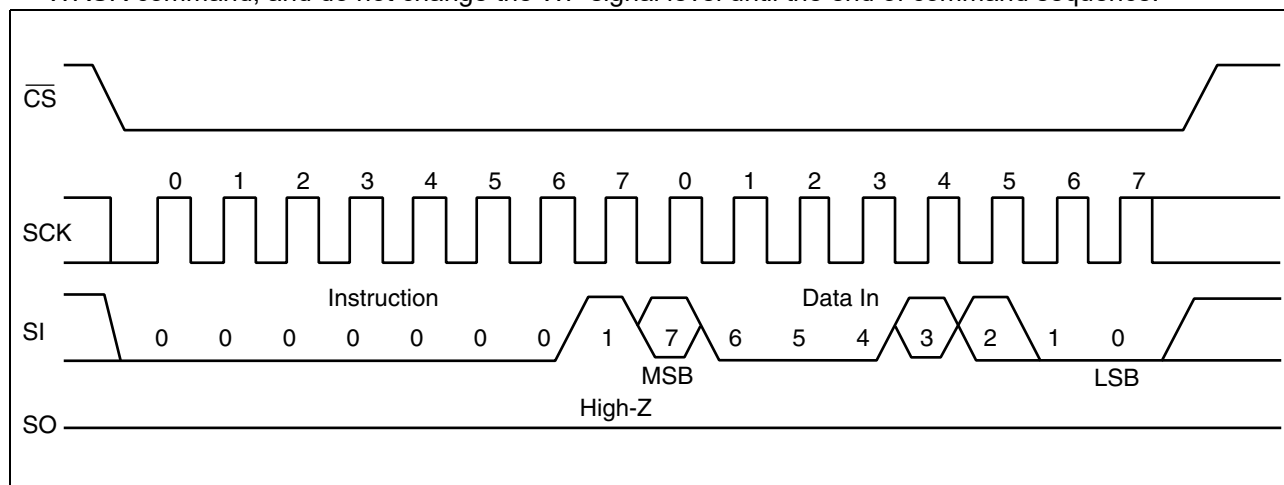 WRSR command, and do not change the WP signal level until the end of command sequence.
CS
0 1 2 3 4 5 6 7 0 1 2 3 4 5 6 7
SCK
Instruction Data In
SI 0 0 0 0 0 0 0 1 7 6 5 4 3 2 1 0
MSB LSB
High-Z
SO